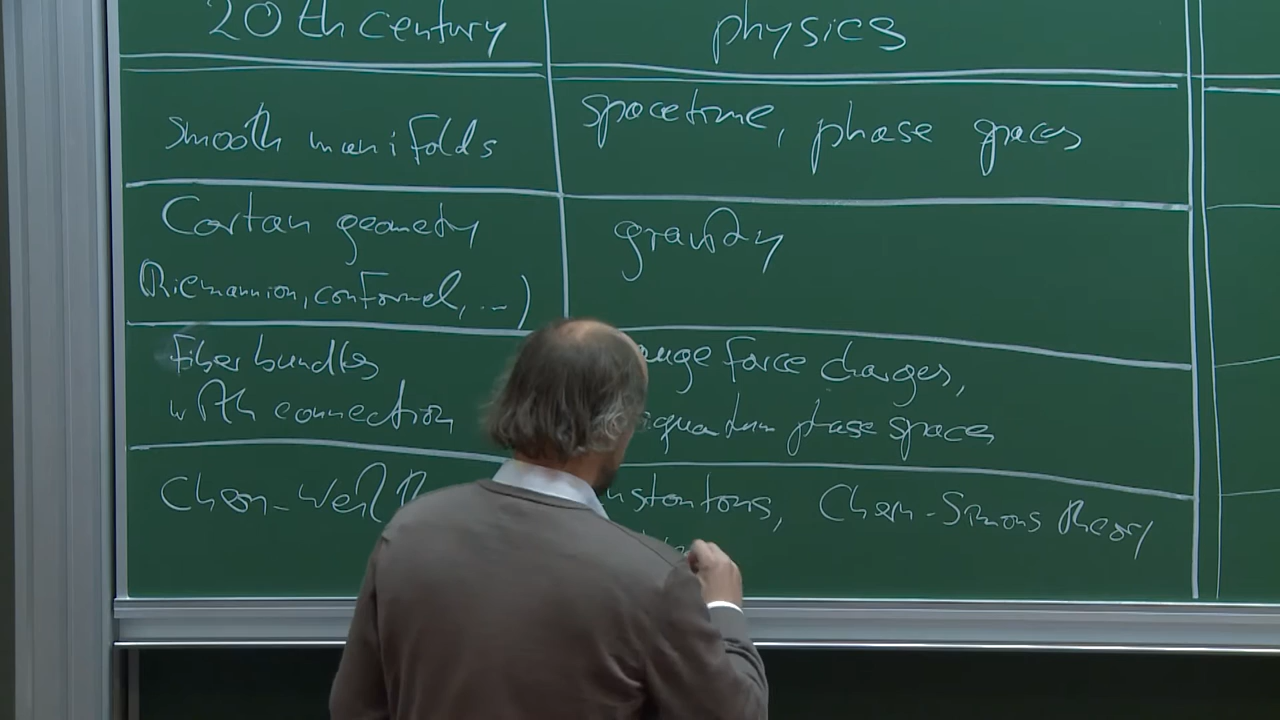 20th century
physics
smooth manifolds
spacetime, phase spaces
Cartan geometry
(Riemannian, conformal, ...)
gravity
fiber bundles
with connection
gauge force charges,
quantum phase spaces
Chern-Weil
instantons, Chern-Simons theory